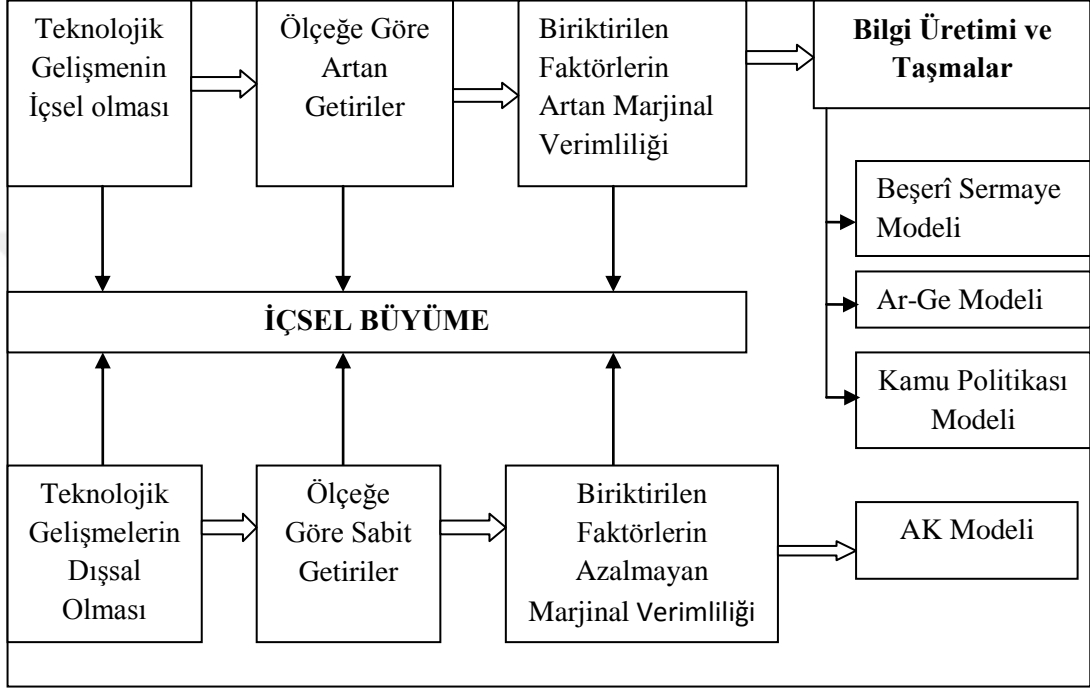 Teknolojik
Gelişmenin
İçsel olması
Ölçeğe Göre
Artan
Getiriler
Biriktirilen
Faktörlerin
Artan Marjinal
Verimliliği
Bilgi Üretimi ve
Taşmalar
Beşerî Sermaye
Modeli
Ar-Ge Modeli
Kamu Politikası
Modeli
İÇSEL BÜYÜME
Teknolojik
Gelişmelerin
Dışsal
Olması
Ölçeğe
Göre Sabit
Getiriler
Biriktirilen
Faktörlerin
Azalmayan
Marjinal Verimliliği
AK Modeli